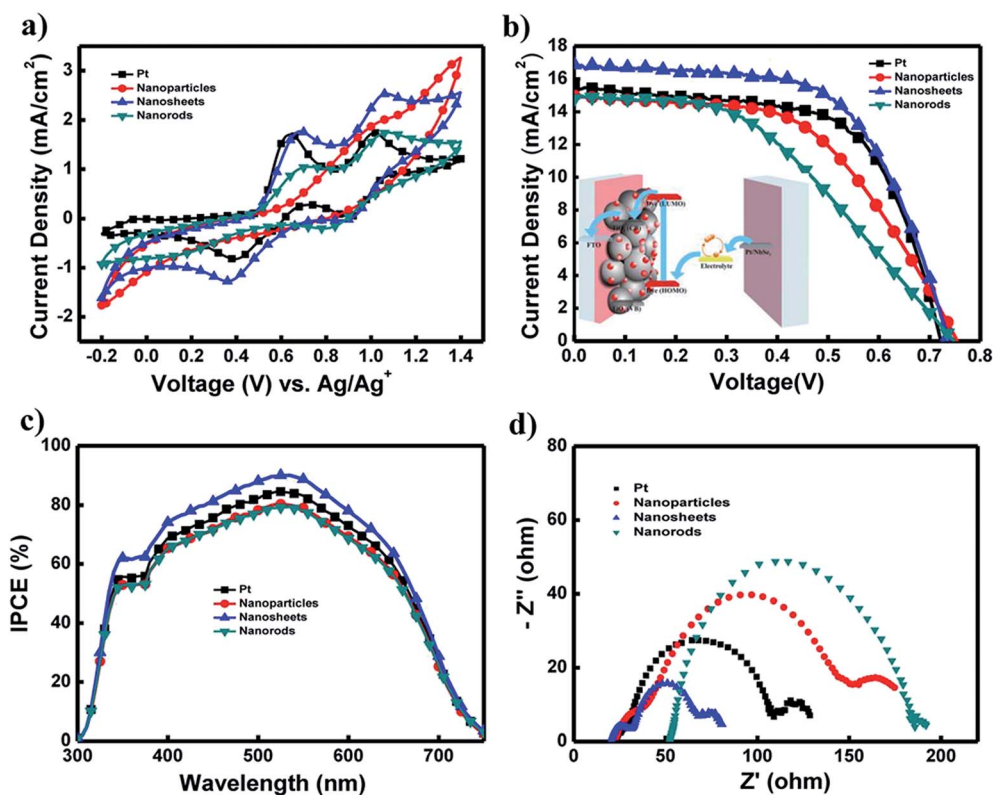 a)
Current Density (mA/cm²)
3
2
1
0
-1
-2
Pt
Nanoparticles
Nanosheets
Nanorods
-0.2 0.0 0.2 0.4 0.6 0.8 1.0 1.2 1.4
Voltage (V) vs. Ag/Ag⁺
b)
Current Density (mA/cm²)
18
16
14
12
10
8
6
4
2
0
Pt
Nanoparticles
Nanosheets
Nanorods
Dye (LUMO)
FTO
Electrolyte
Dye (HOMO)
0.0 0.1 0.2 0.3 0.4 0.5 0.6 0.7 0.8
Voltage(V)
c)
IPCE (%)
100
80
60
40
20
0
Pt
Nanoparticles
Nanosheets
Nanorods
300 400 500 600 700
Wavelength (nm)
d)
- Z'' (ohm)
80
60
40
20
0
Pt
Nanoparticles
Nanosheets
Nanorods
0 50 100 150 200
Z' (ohm)